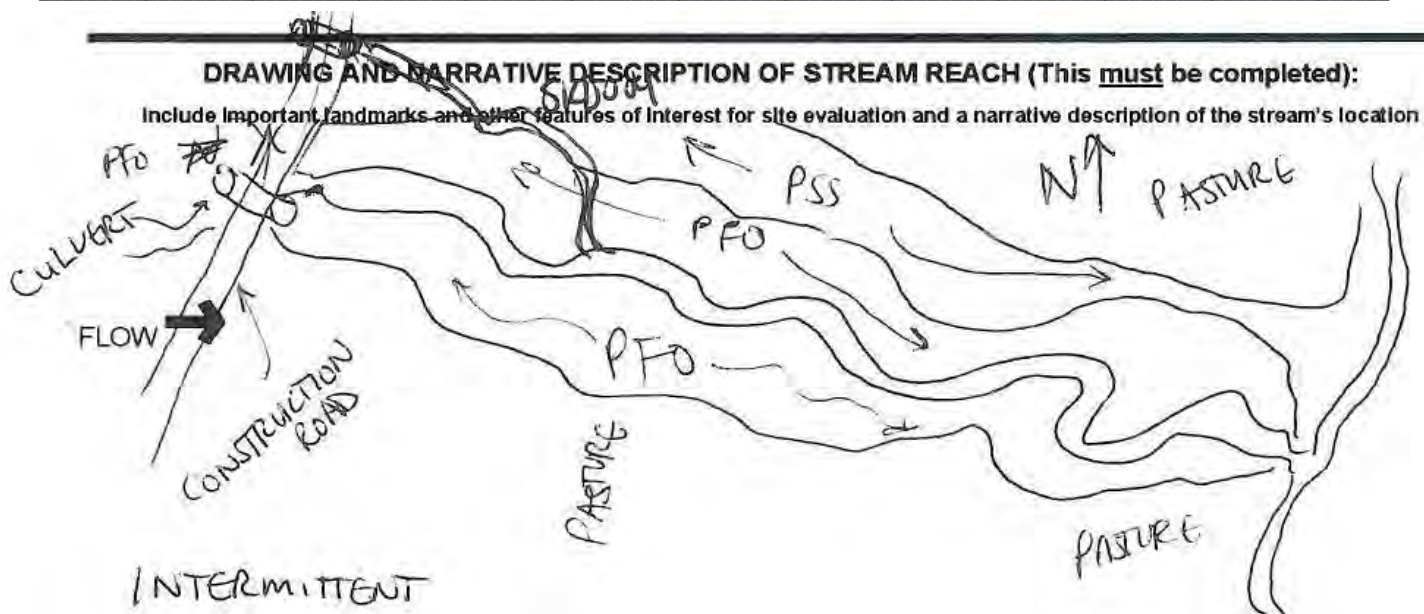 DRAWING AND NARRATIVE DESCRIPTION OF STREAM REACH (This must be completed):
Include important landmarks and other features of interest for site evaluation and a narrative description of the stream's location
PFO
PSS
N
PASTURE
PFO
CULVERT
FLOW
PFO
CONSTRUCTION
ROAD
PASTURE
PASTURE
INTERMITTENT